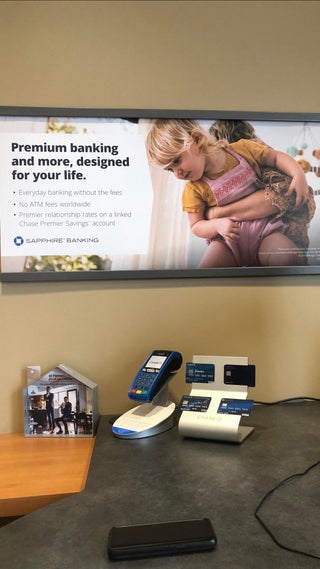 Premium banking
and more, designed
for your life.
• Everyday banking without the fees
• No ATM fees worldwide
• Premier relationship rates on a linked
Chase Premier Savings℠ account
SAPPHIRE℠ BANKING
CHASE